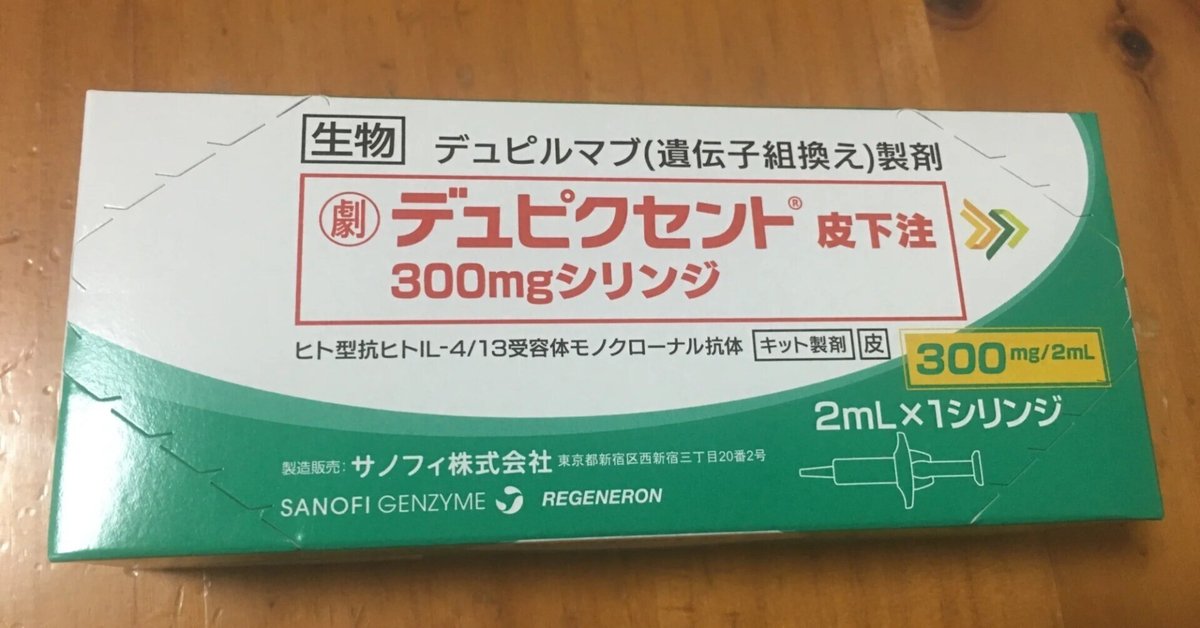 生物 デュピルマブ(遺伝子組換え)製剤
劇 デュピクセント® 皮下注
300mgシリンジ
ヒト型抗ヒトIL-4/13受容体モノクローナル抗体 キット製剤 皮
300mg/2mL
2mL×1シリンジ
製造販売: サノフィ株式会社 東京都新宿区西新宿三丁目20番2号
SANOFI GENZYME REGENERON